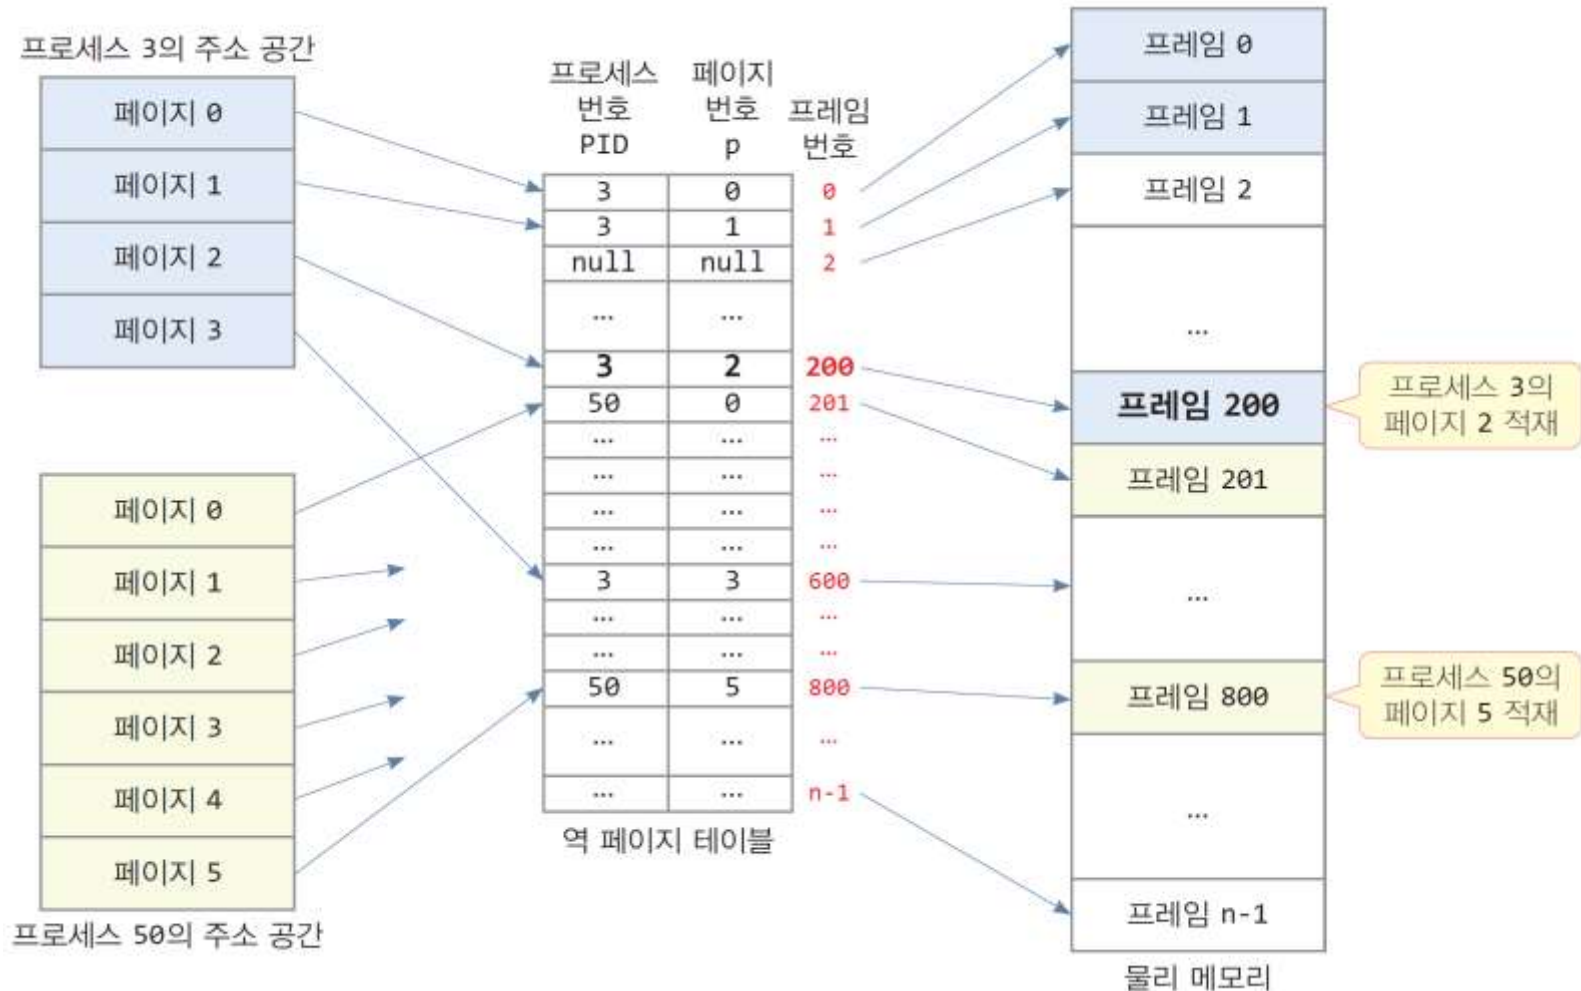 프로세스 3의 주소 공간
페이지 0
페이지 1
페이지 2
페이지 3
페이지 0
페이지 1
페이지 2
페이지 3
페이지 4
페이지 5
프로세스 50의 주소 공간
프로세스 번호 PID
페이지 번호 p
프레임 번호
3 0 0
3 1 1
null null 2
... ...
3 2 200
50 0 201
... ... ...
... ... ...
... ... ...
... ... ...
3 3 600
... ... ...
... ... ...
50 5 800
... ... ...
... ... n-1
역 페이지 테이블
프레임 0
프레임 1
프레임 2
...
프레임 200
프레임 201
...
프레임 800
...
프레임 n-1
물리 메모리
프로세스 3의
페이지 2 적재
프로세스 50의
페이지 5 적재